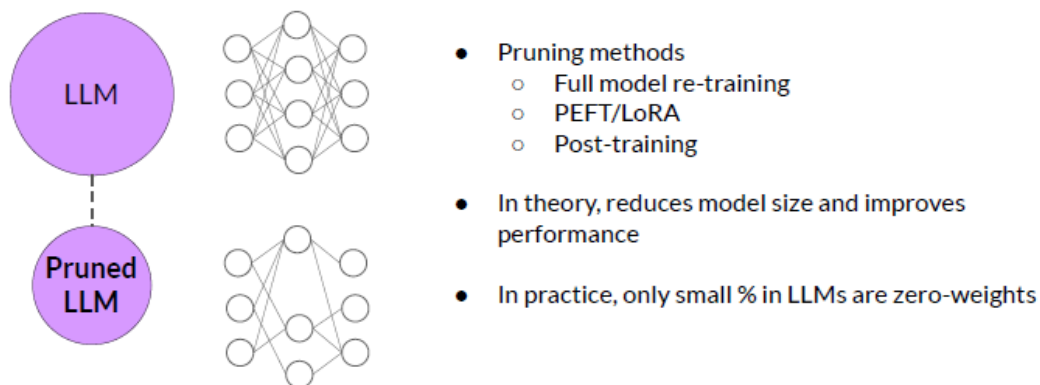 LLM
Pruned
LLM
● Pruning methods
○ Full model re-training
○ PEFT/LoRA
○ Post-training
● In theory, reduces model size and improves
performance
● In practice, only small % in LLMs are zero-weights